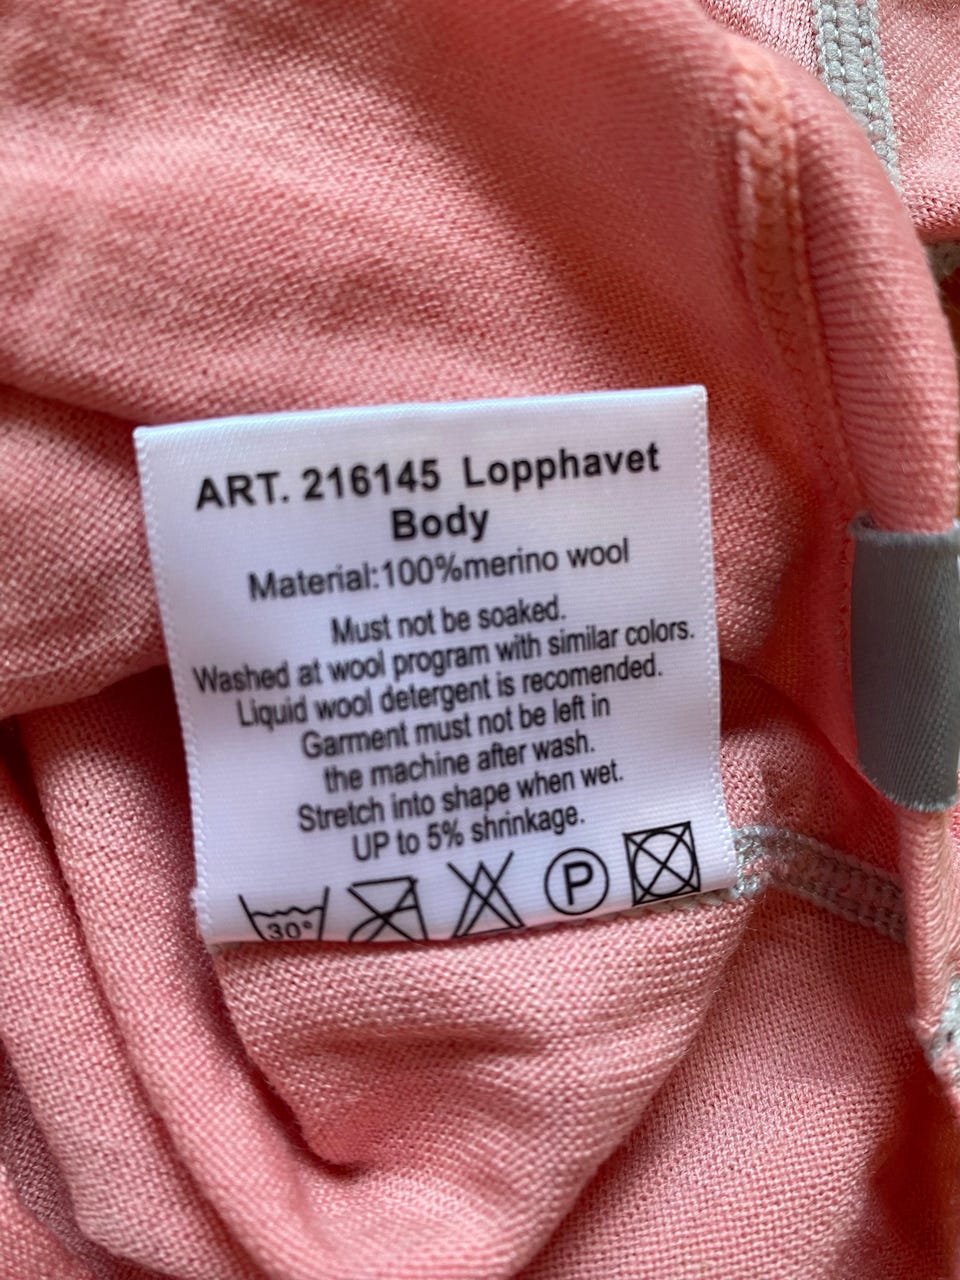 ART. 216145 Lopphavet
Body
Material:100%merino wool
Must not be soaked.
Washed at wool program with similar colors.
Liquid wool detergent is recomended.
Garment must not be left in
the machine after wash.
Stretch into shape when wet.
UP to 5% shrinkage.
30° P